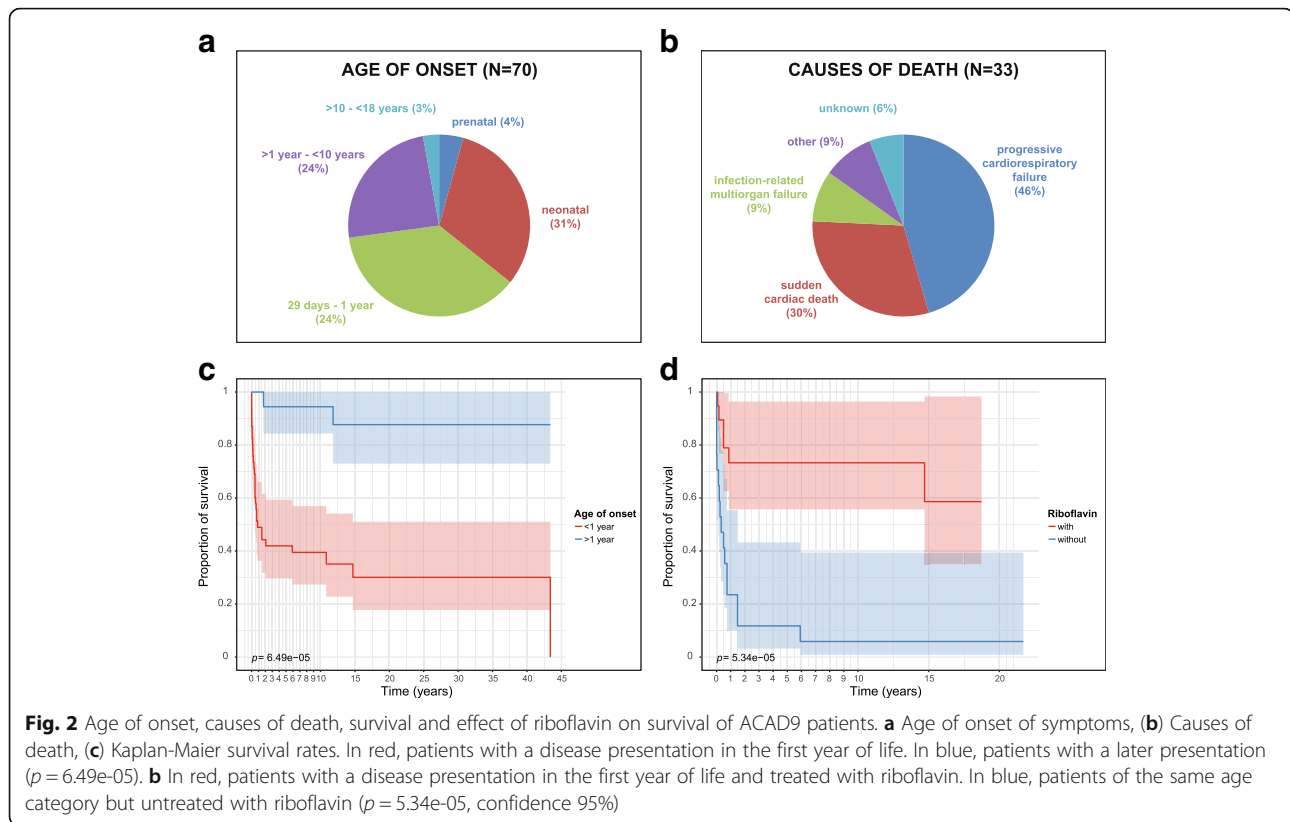 a
AGE OF ONSET (N=70)
>10 - <18 years (3%)
prenatal (4%)
>1 year - <10 years
(24%)
neonatal
(31%)
29 days - 1 year
(24%)
b
CAUSES OF DEATH (N=33)
unknown (6%)
other (9%)
progressive
cardiorespiratory
failure
(46%)
infection-related
multiorgan failure
(9%)
sudden
cardiac death
(30%)
c
Proportion of survival
1
0.8
0.6
0.4
0.2
0
p= 6.49e-05
0 1 2 3 4 5 6 7 8 9 10 15 20 25 30 35 40 45
Time (years)
Age of onset
<1 year
>1 year
d
Proportion of survival
1
0.8
0.6
0.4
0.2
0
p= 5.34e-05
0 1 2 3 4 5 6 7 8 9 10 15 20
Time (years)
Riboflavin
with
without
Fig. 2 Age of onset, causes of death, survival and effect of riboflavin on survival of ACAD9 patients. a Age of onset of symptoms, (b) Causes of
death, (c) Kaplan-Maier survival rates. In red, patients with a disease presentation in the first year of life. In blue, patients with a later presentation
(p = 6.49e-05). b In red, patients with a disease presentation in the first year of life and treated with riboflavin. In blue, patients of the same age
category but untreated with riboflavin (p = 5.34e-05, confidence 95%)